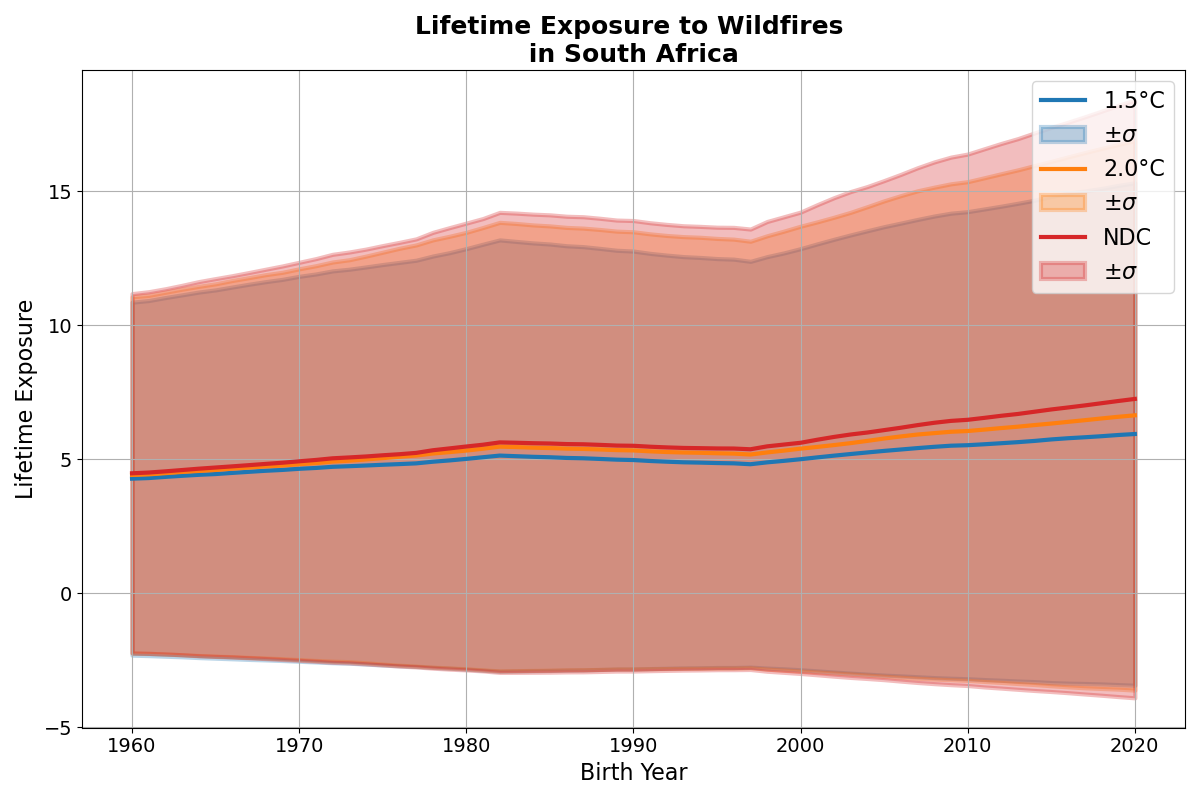 Lifetime Exposure to Wildfires
in South Africa
1.5°C
±σ
2.0°C
±σ
NDC
±σ
Lifetime Exposure
15
10
5
0
−5
1960
1970
1980
1990
2000
2010
2020
Birth Year